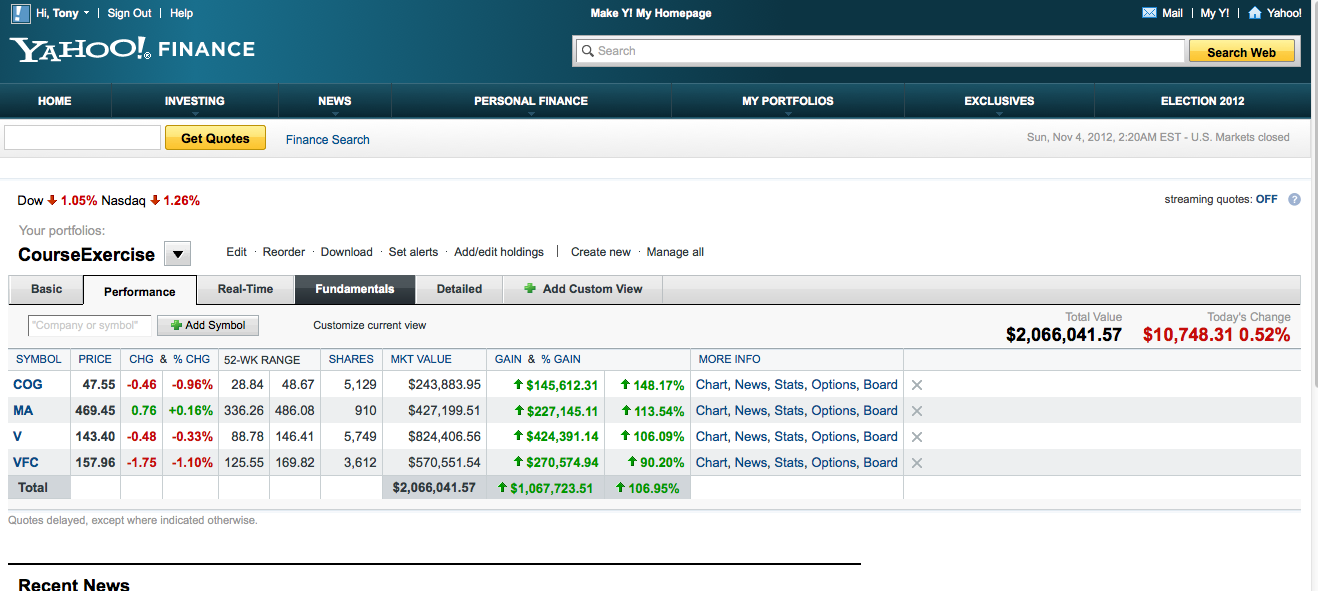 Hi, Tony | Sign Out | Help Make Y! My Homepage Mail | My Y! | Yahoo!
YAHOO!® FINANCE
Search
Search Web
HOME INVESTING NEWS PERSONAL FINANCE MY PORTFOLIOS EXCLUSIVES ELECTION 2012
Get Quotes Finance Search Sun, Nov 4, 2012, 2:20AM EST - U.S. Markets closed
Dow 1.05% Nasdaq 1.26% streaming quotes: OFF ?
Your portfolios:
CourseExercise Edit · Reorder · Download · Set alerts · Add/edit holdings | Create new · Manage all
Basic Performance Real-Time Fundamentals Detailed Add Custom View
"Company or symbol" Add Symbol Customize current view
Total Value Today's Change
$2,066,041.57 $10,748.31 0.52%
SYMBOL PRICE CHG & % CHG 52-WK RANGE SHARES MKT VALUE GAIN & % GAIN MORE INFO
COG 47.55 -0.46 -0.96% 28.84 48.67 5,129 $243,883.95 $145,612.31 148.17% Chart, News, Stats, Options, Board
MA 469.45 0.76 +0.16% 336.26 486.08 910 $427,199.51 $227,145.11 113.54% Chart, News, Stats, Options, Board
V 143.40 -0.48 -0.33% 88.78 146.41 5,749 $824,406.56 $424,391.14 106.09% Chart, News, Stats, Options, Board
VFC 157.96 -1.75 -1.10% 125.55 169.82 3,612 $570,551.54 $270,574.94 90.20% Chart, News, Stats, Options, Board
Total $2,066,041.57 $1,067,723.51 106.95%
Quotes delayed, except where indicated otherwise.
Recent News